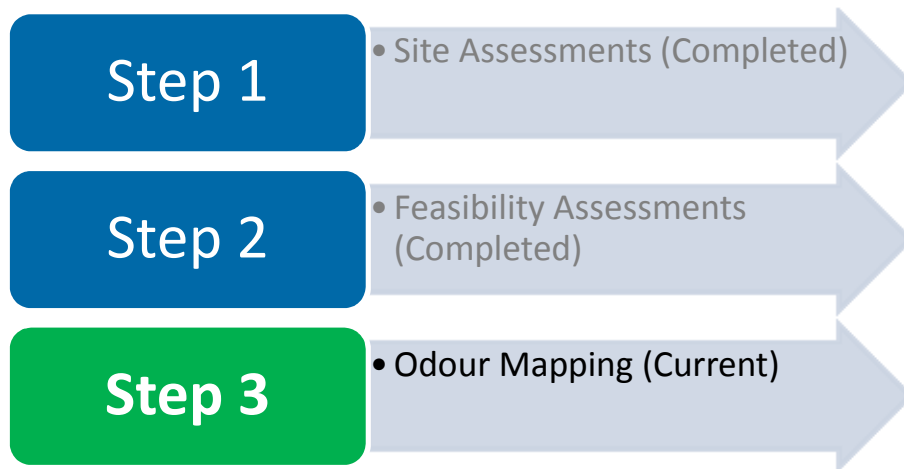 Step 1
• Site Assessments (Completed)
Step 2
• Feasibility Assessments
(Completed)
Step 3
• Odour Mapping (Current)